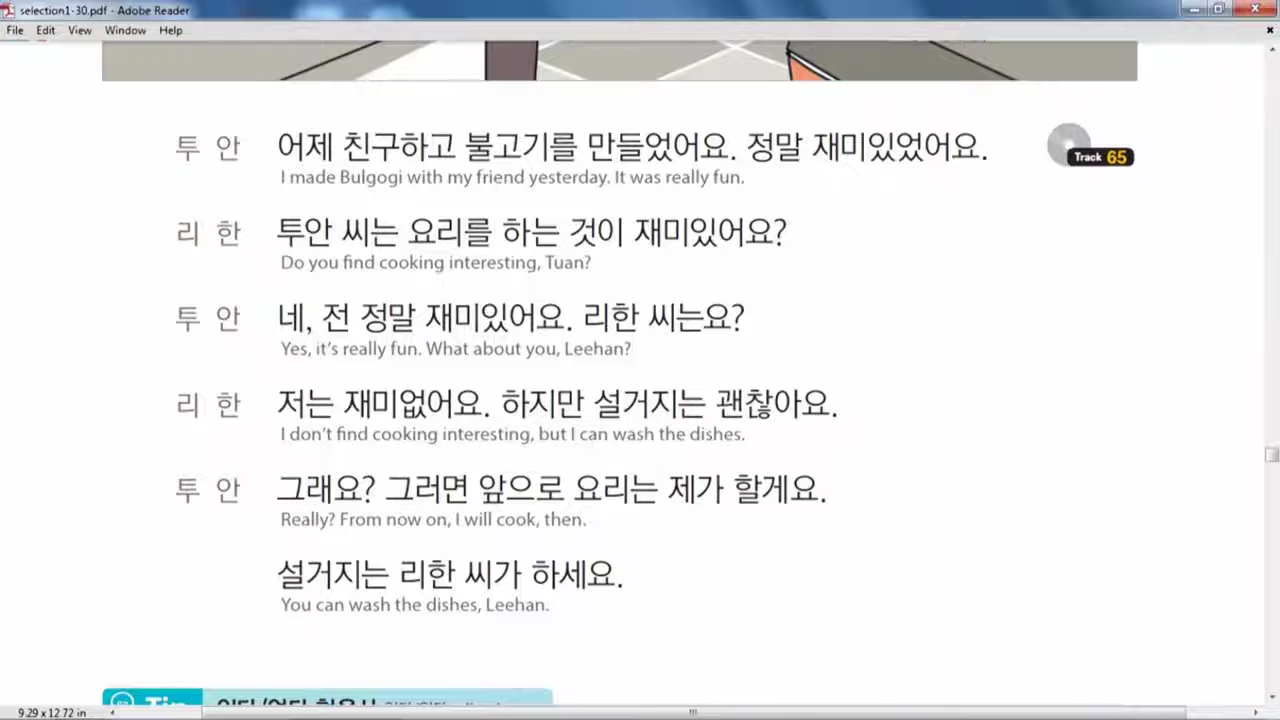 selection1-30.pdf - Adobe Reader
File Edit View Window Help
투 안 어제 친구하고 불고기를 만들었어요. 정말 재미있었어요. Track 65
I made Bulgogi with my friend yesterday. It was really fun.
리 한 투안 씨는 요리를 하는 것이 재미있어요?
Do you find cooking interesting, Tuan?
투 안 네, 전 정말 재미있어요. 리한 씨는요?
Yes, it's really fun. What about you, Leehan?
리 한 저는 재미없어요. 하지만 설거지는 괜찮아요.
I don't find cooking interesting, but I can wash the dishes.
투 안 그래요? 그러면 앞으로 요리는 제가 할게요.
Really? From now on, I will cook, then.
설거지는 리한 씨가 하세요.
You can wash the dishes, Leehan.
Tip
9.29 x 12.72 in